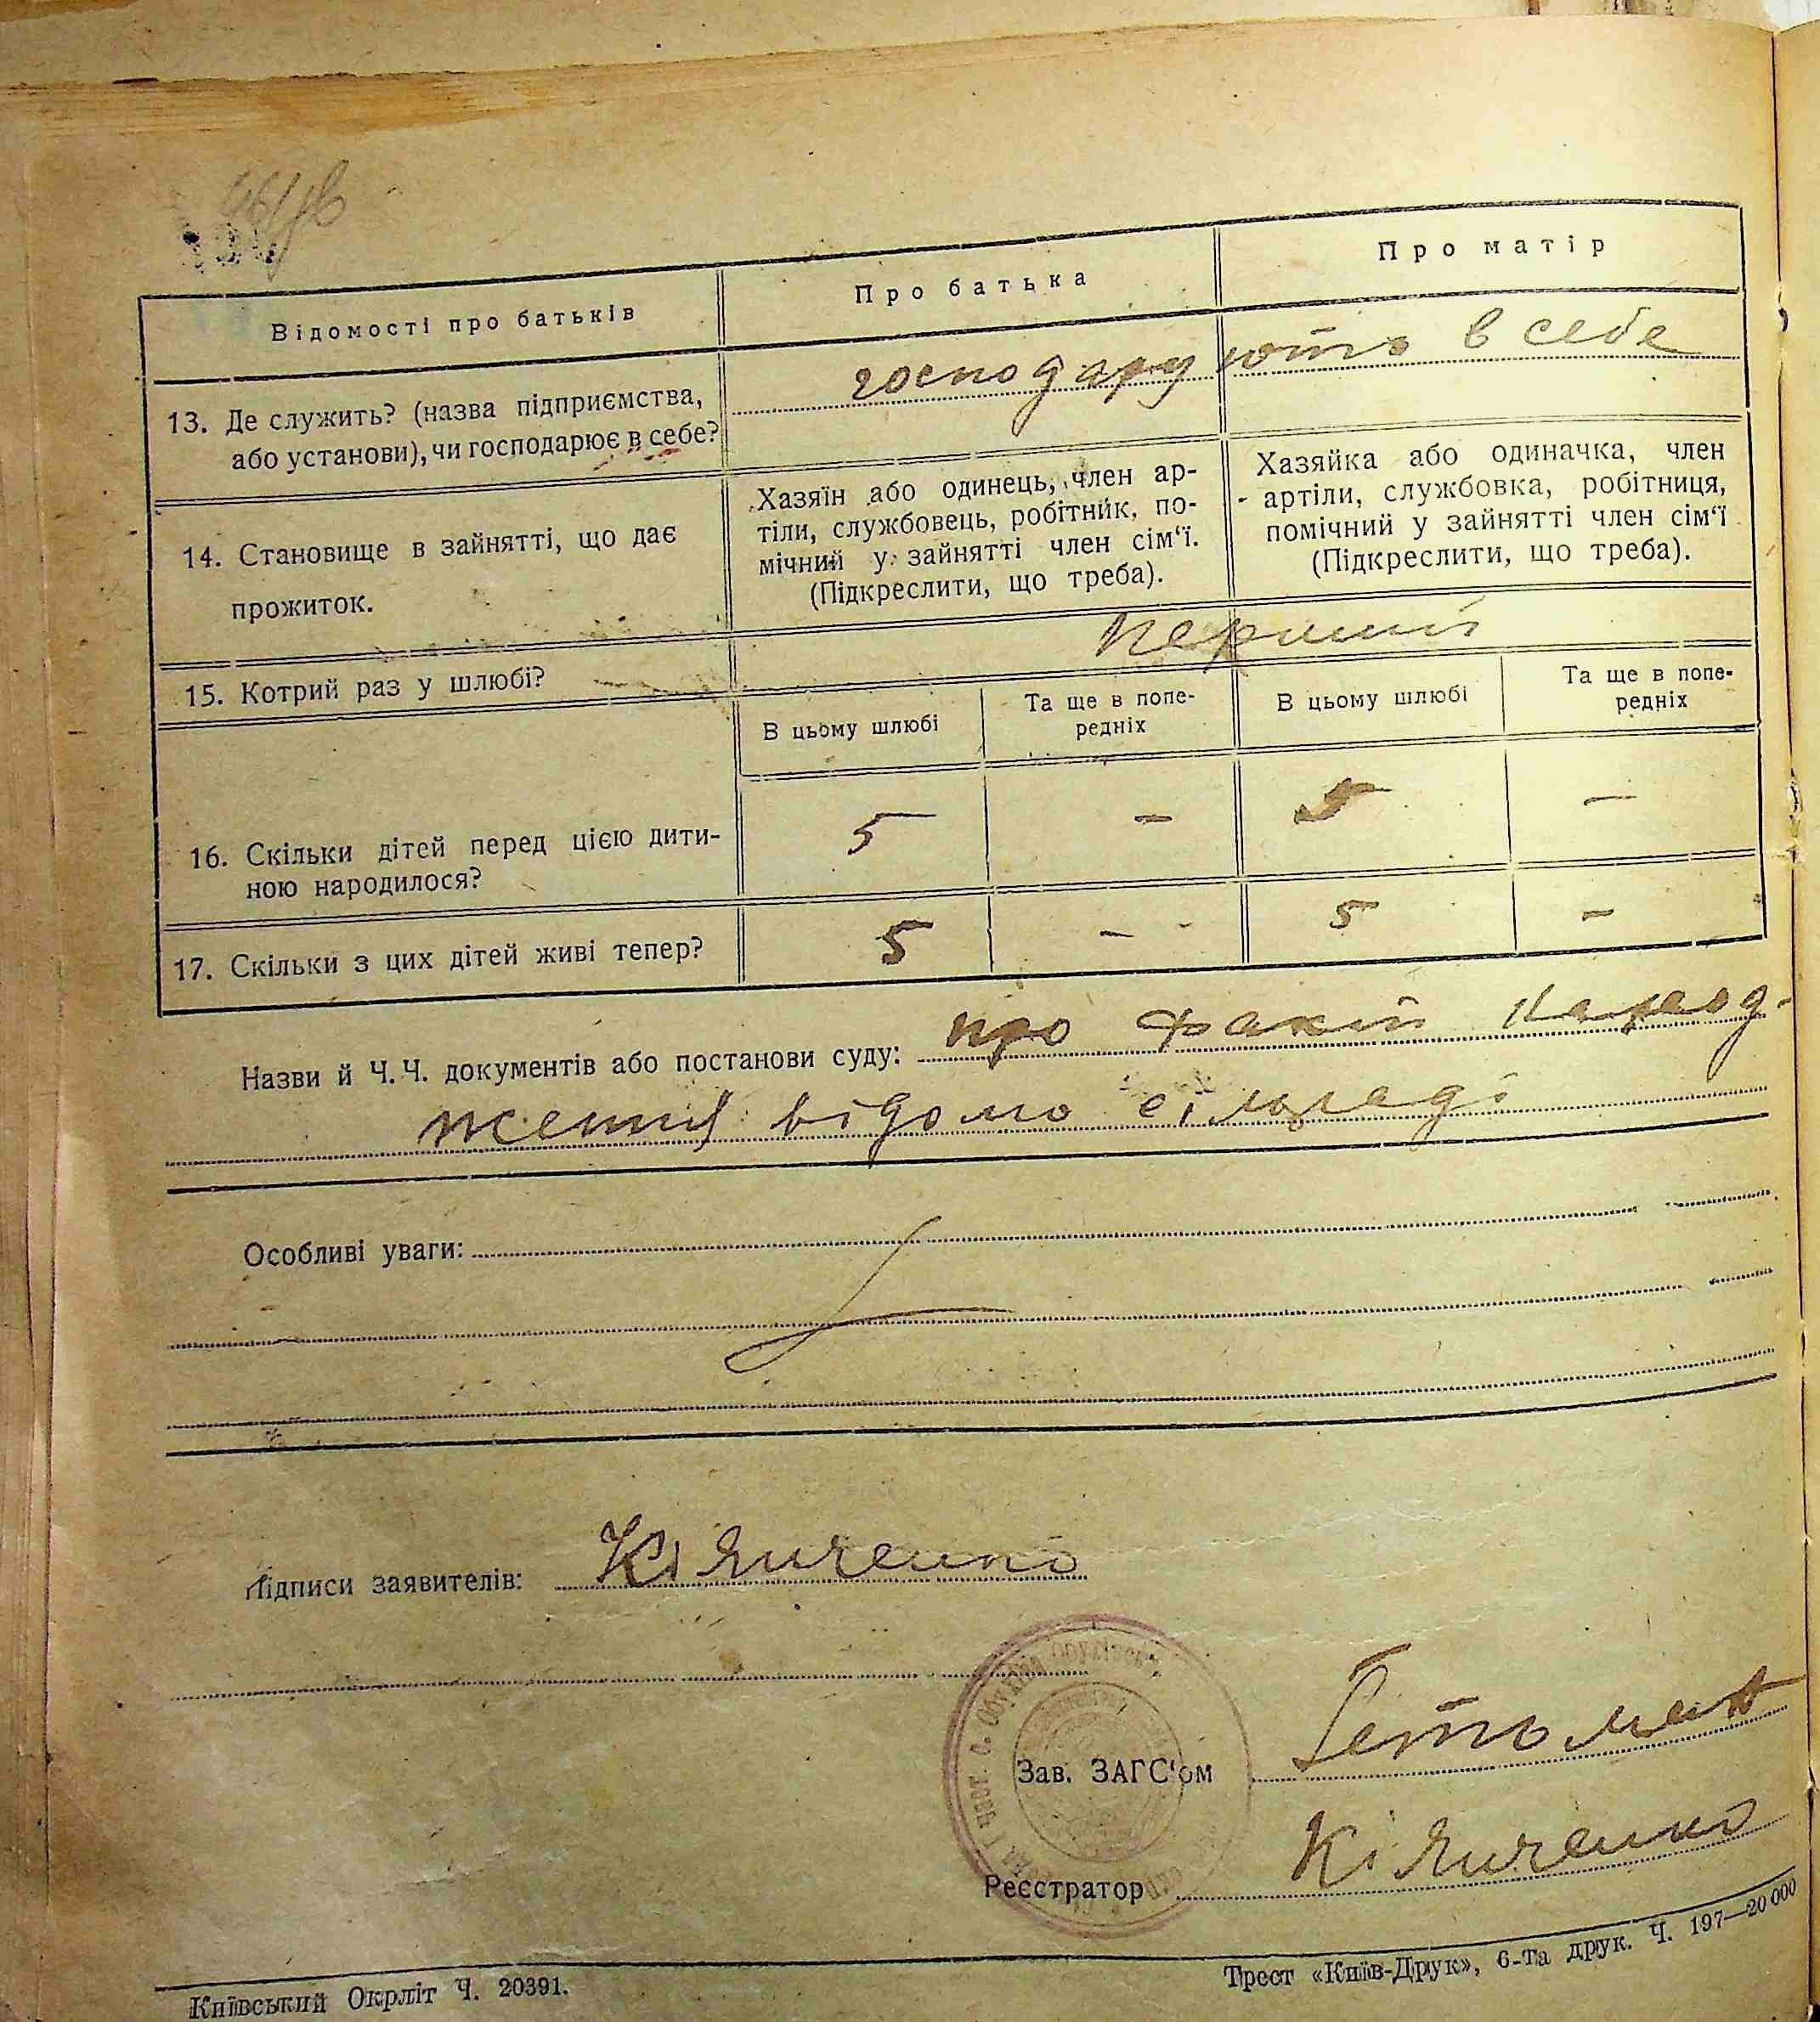 Відомості про батьків
Про батька
Про матір
13. Де служить? (назва підприємства,
або установи), чи господарює в себе?
господарують в себе
14. Становище в зайнятті, що дає
прожиток.
Хазяїн або одинець, член ар-
тіли, службовець, робітник, по-
мічний у зайнятті член сім‘ї.
(Підкреслити, що треба).
Хазяйка або одиначка, член
артіли, службовка, робітниця,
помічний у зайнятті член сім‘ї
(Підкреслити, що треба).
15. Котрий раз у шлюбі?
перший
В цьому шлюбі
Та ще в попе-
редніх
В цьому шлюбі
Та ще в попе-
редніх
16. Скільки дітей перед цією дити-
ною народилося?
5 – 5 –
17. Скільки з цих дітей живі тепер?
5 – 5 –
Назви й Ч. Ч. документів або постанови суду: про факт народ-
ження відомо сільраді
Особливі уваги:
Підписи заявителів:
Зав. ЗАГС‘ом Гетьман
Реєстратор
Київський Окрліт Ч. 20391.
Трест «Київ-Друк», 6-та друк. Ч. 197—20 000